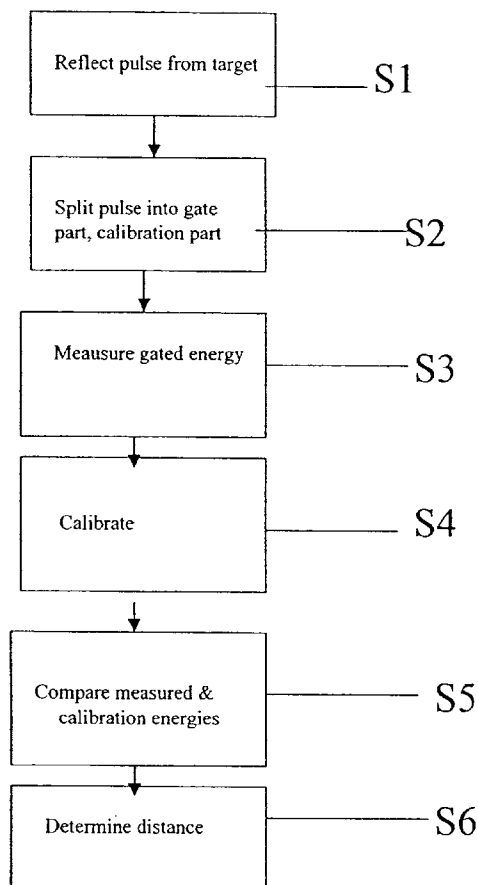 Reflect pulse from target
S1
Split pulse into gate
part, calibration part
S2
Meausure gated energy
S3
Calibrate
S4
Compare measured &
calibration energies
S5
Determine distance
S6